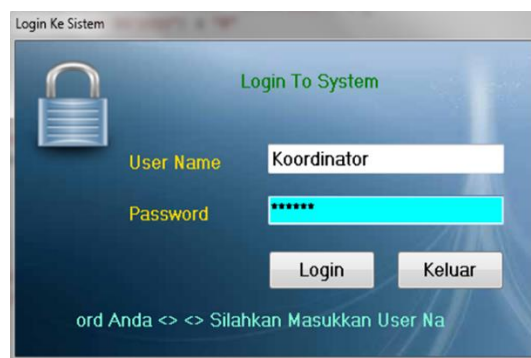 Login Ke Sistem
Login To System
User Name
Koordinator
Password
******
Login
Keluar
ord Anda <> <> Silahkan Masukkan User Na